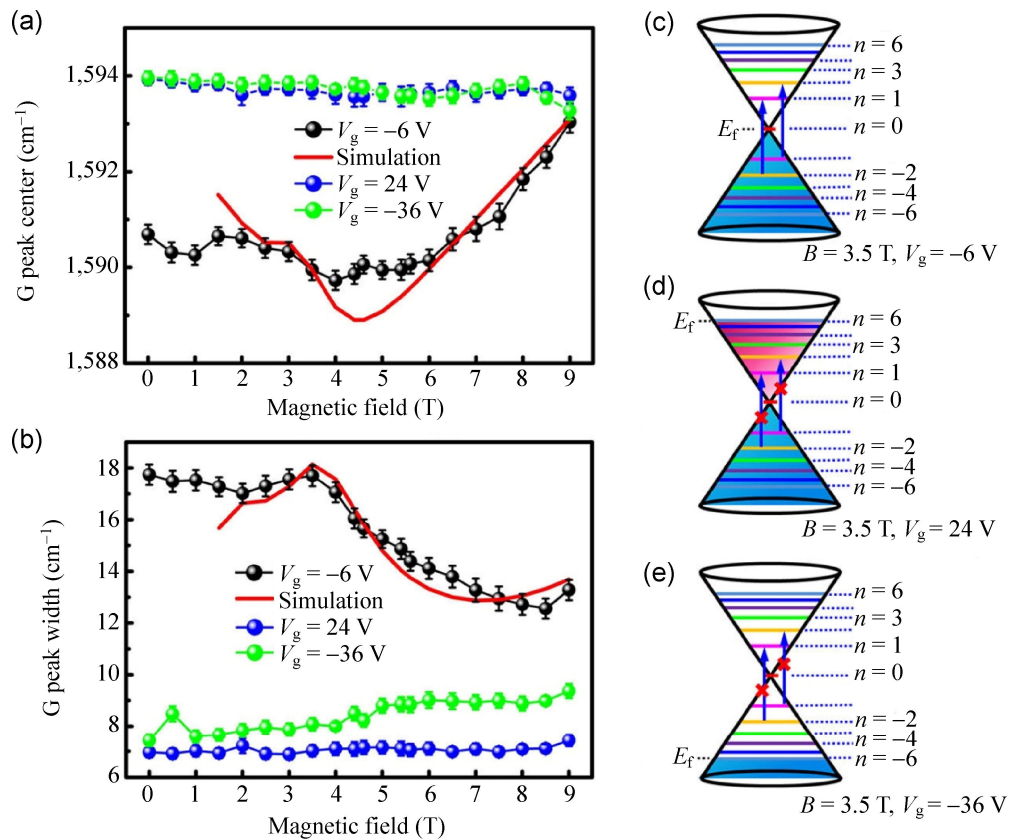 (a)
1,594
1,592
1,590
1,588
G peak center (cm⁻¹)
Vg = −6 V
Simulation
Vg = 24 V
Vg = −36 V
0 1 2 3 4 5 6 7 8 9
Magnetic field (T)
(b)
18
16
14
12
10
8
6
G peak width (cm⁻¹)
Vg = −6 V
Simulation
Vg = 24 V
Vg = −36 V
0 1 2 3 4 5 6 7 8 9
Magnetic field (T)
(c)
n = 6
n = 3
n = 1
Ef
n = 0
n = −2
n = −4
n = −6
B = 3.5 T, Vg = −6 V
(d)
Ef
n = 6
n = 3
n = 1
n = 0
n = −2
n = −4
n = −6
B = 3.5 T, Vg = 24 V
(e)
n = 6
n = 3
n = 1
n = 0
n = −2
n = −4
Ef
n = −6
B = 3.5 T, Vg = −36 V